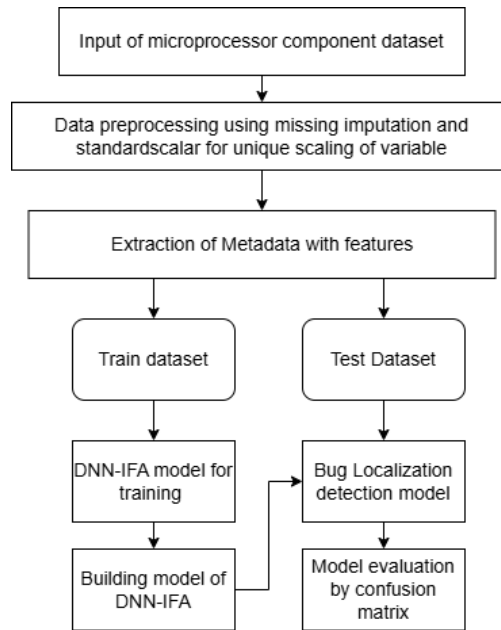 Input of microprocessor component dataset
Data preprocessing using missing imputation and
standardscalar for unique scaling of variable
Extraction of Metadata with features
Train dataset
Test Dataset
DNN-IFA model for
training
Bug Localization
detection model
Building model of
DNN-IFA
Model evaluation
by confusion
matrix